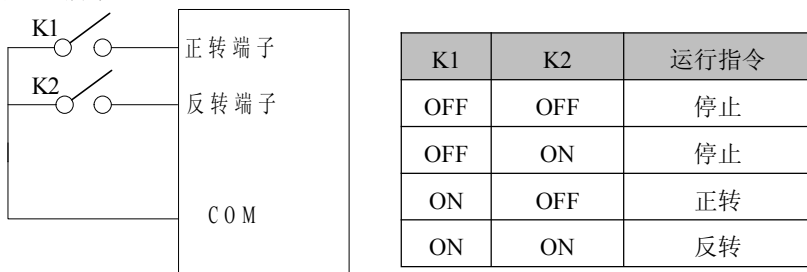 K1
正转端子
K2
反转端子
COM
K1 K2 运行指令
OFF OFF 停止
OFF ON 停止
ON OFF 正转
ON ON 反转